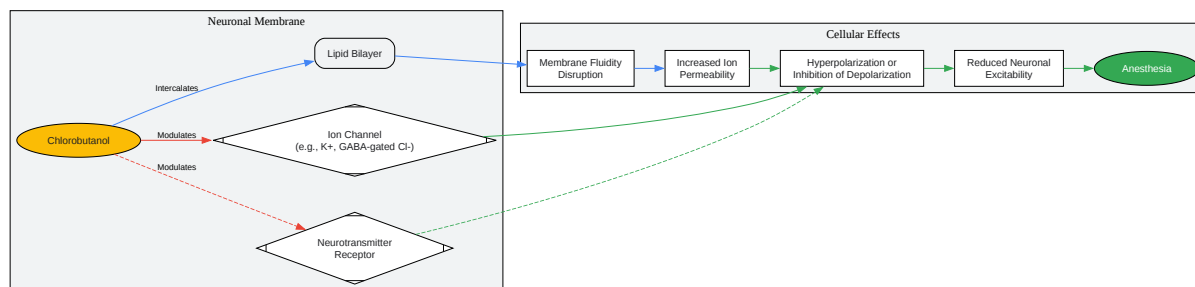 Neuronal Membrane
Cellular Effects
Lipid Bilayer
Membrane Fluidity
Disruption
Increased Ion
Permeability
Hyperpolarization or
Inhibition of Depolarization
Reduced Neuronal
Excitability
Anesthesia
Intercalates
Chlorobutanol
Modulates
Ion Channel
(e.g., K+, GABA-gated Cl-)
Modulates
Neurotransmitter
Receptor